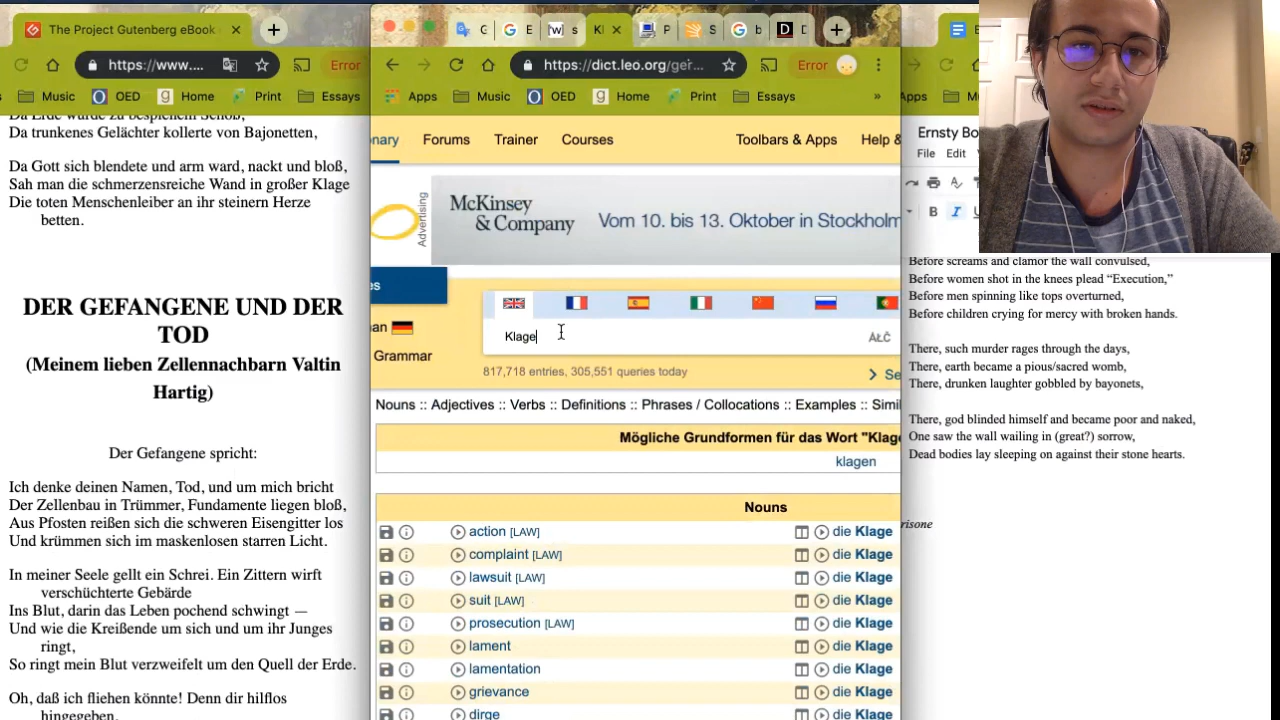 The Project Gutenberg eBook
https://www....
Error
Music
OED
Home
Print
Essays
Da trunkenes Gelächter kollerte von Bajonetten,
Da Gott sich blendete und arm ward, nackt und bloß,
Sah man die schmerzensreiche Wand in großer Klage
Die toten Menschenleiber an ihr steinern Herze
betten.
DER GEFANGENE UND DER
TOD
(Meinem lieben Zellennachbarn Valtin
Hartig)
Der Gefangene spricht:
Ich denke deinen Namen, Tod, und um mich bricht
Der Zellenbau in Trümmer, Fundamente liegen bloß,
Aus Pfosten reißen sich die schweren Eisengitter los
Und krümmen sich im maskenlosen starren Licht.
In meiner Seele gellt ein Schrei. Ein Zittern wirft
verschüchterte Gebärde
Ins Blut, darin das Leben pochend schwingt —
Und wie die Kreißende um sich und um ihr Junges
ringt,
So ringt mein Blut verzweifelt um den Quell der Erde.
Oh, daß ich fliehen könnte! Denn dir hilflos
hingegeben,
https://dict.leo.org/ger...
Error
Apps
Music
OED
Home
Print
Essays
»
onary
Forums
Trainer
Courses
Toolbars & Apps
Help &
Advertising
McKinsey
& Company
Vom 10. bis 13. Oktober in Stockholm
es
an
Grammar
Klage
ÄŁČ
817,718 entries, 305,551 queries today
Se
Nouns :: Adjectives :: Verbs :: Definitions :: Phrases / Collocations :: Examples :: Simil
Mögliche Grundformen für das Wort "Klage
klagen
Nouns
action [LAW] die Klage
complaint [LAW] die Klage
lawsuit [LAW] die Klage
suit [LAW] die Klage
prosecution [LAW] die Klage
lament die Klage
lamentation die Klage
grievance die Klage
dirge die Klage
Apps
Ernsty Bo
File Edit
B I U
Before screams and clamor the wall convulsed,
Before women shot in the knees plead “Execution,”
Before men spinning like tops overturned,
Before children crying for mercy with broken hands.
There, such murder rages through the days,
There, earth became a pious/sacred womb,
There, drunken laughter gobbled by bayonets,
There, god blinded himself and became poor and naked,
One saw the wall wailing in (great?) sorrow,
Dead bodies lay sleeping on against their stone hearts.
risone